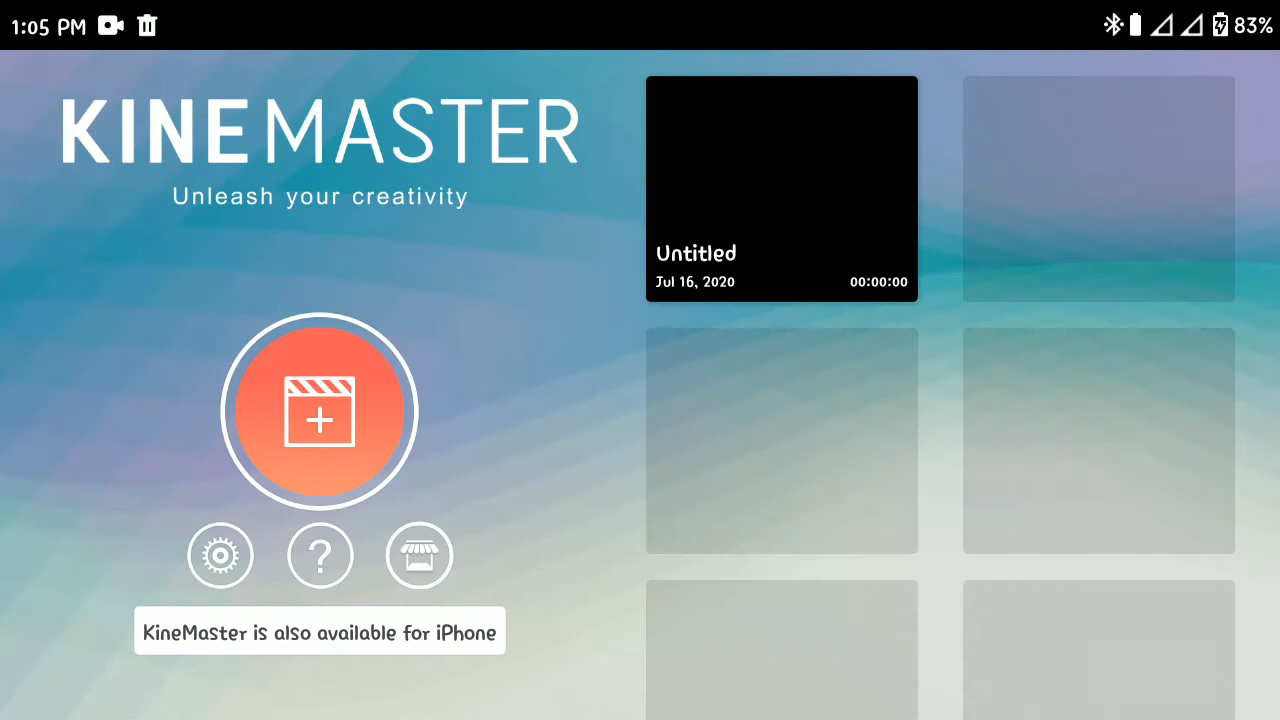 1:05 PM
83%
KINEMASTER
Unleash your creativity
Untitled
Jul 16, 2020
00:00:00
?
KineMaster is also available for iPhone